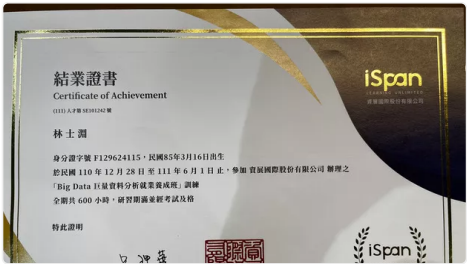 結業證書
Certificate of Achievement
(111) 人才第 SE101242 號
林士淵
身分證字號 F129624115，民國85年3月16日出生
於民國 110 年 12 月 28 日至 111 年 6 月 1 日止，參加 資展國際股份有限公司 辦理之
「Big Data 巨量資料分析就業養成班」訓練
全期共 600 小時，研習期滿並經考試及格
特此證明
iSpan
LEARNING UNLIMITED
資展國際股份有限公司
iSpan